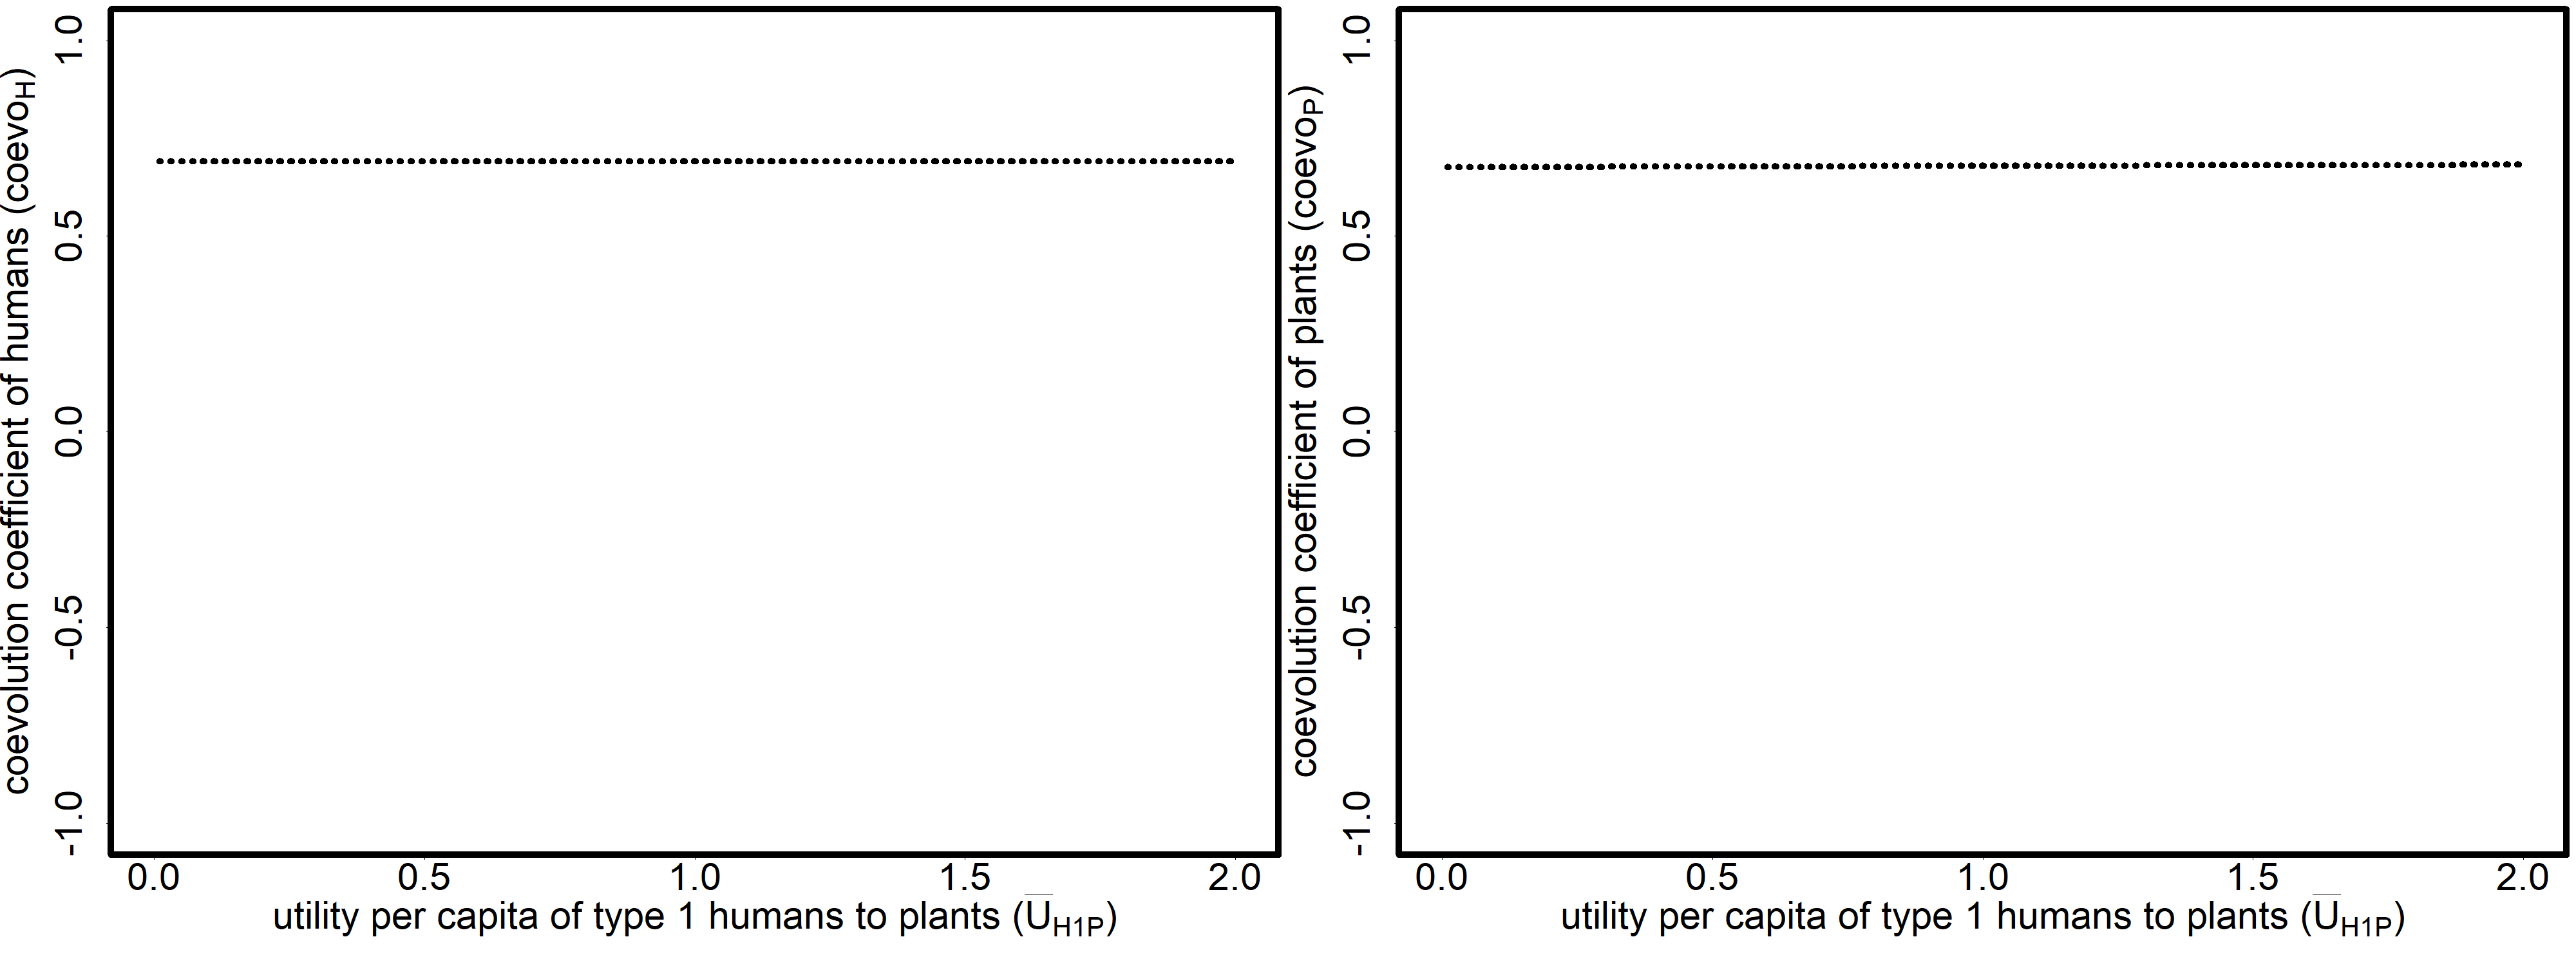 coevolution coefficient of humans (coevoH)
1.0
0.5
0.0
-0.5
-1.0
0.0 0.5 1.0 1.5 2.0
utility per capita of type 1 humans to plants (U̅H1P)
coevolution coefficient of plants (coevoP)
1.0
0.5
0.0
-0.5
-1.0
0.0 0.5 1.0 1.5 2.0
utility per capita of type 1 humans to plants (U̅H1P)